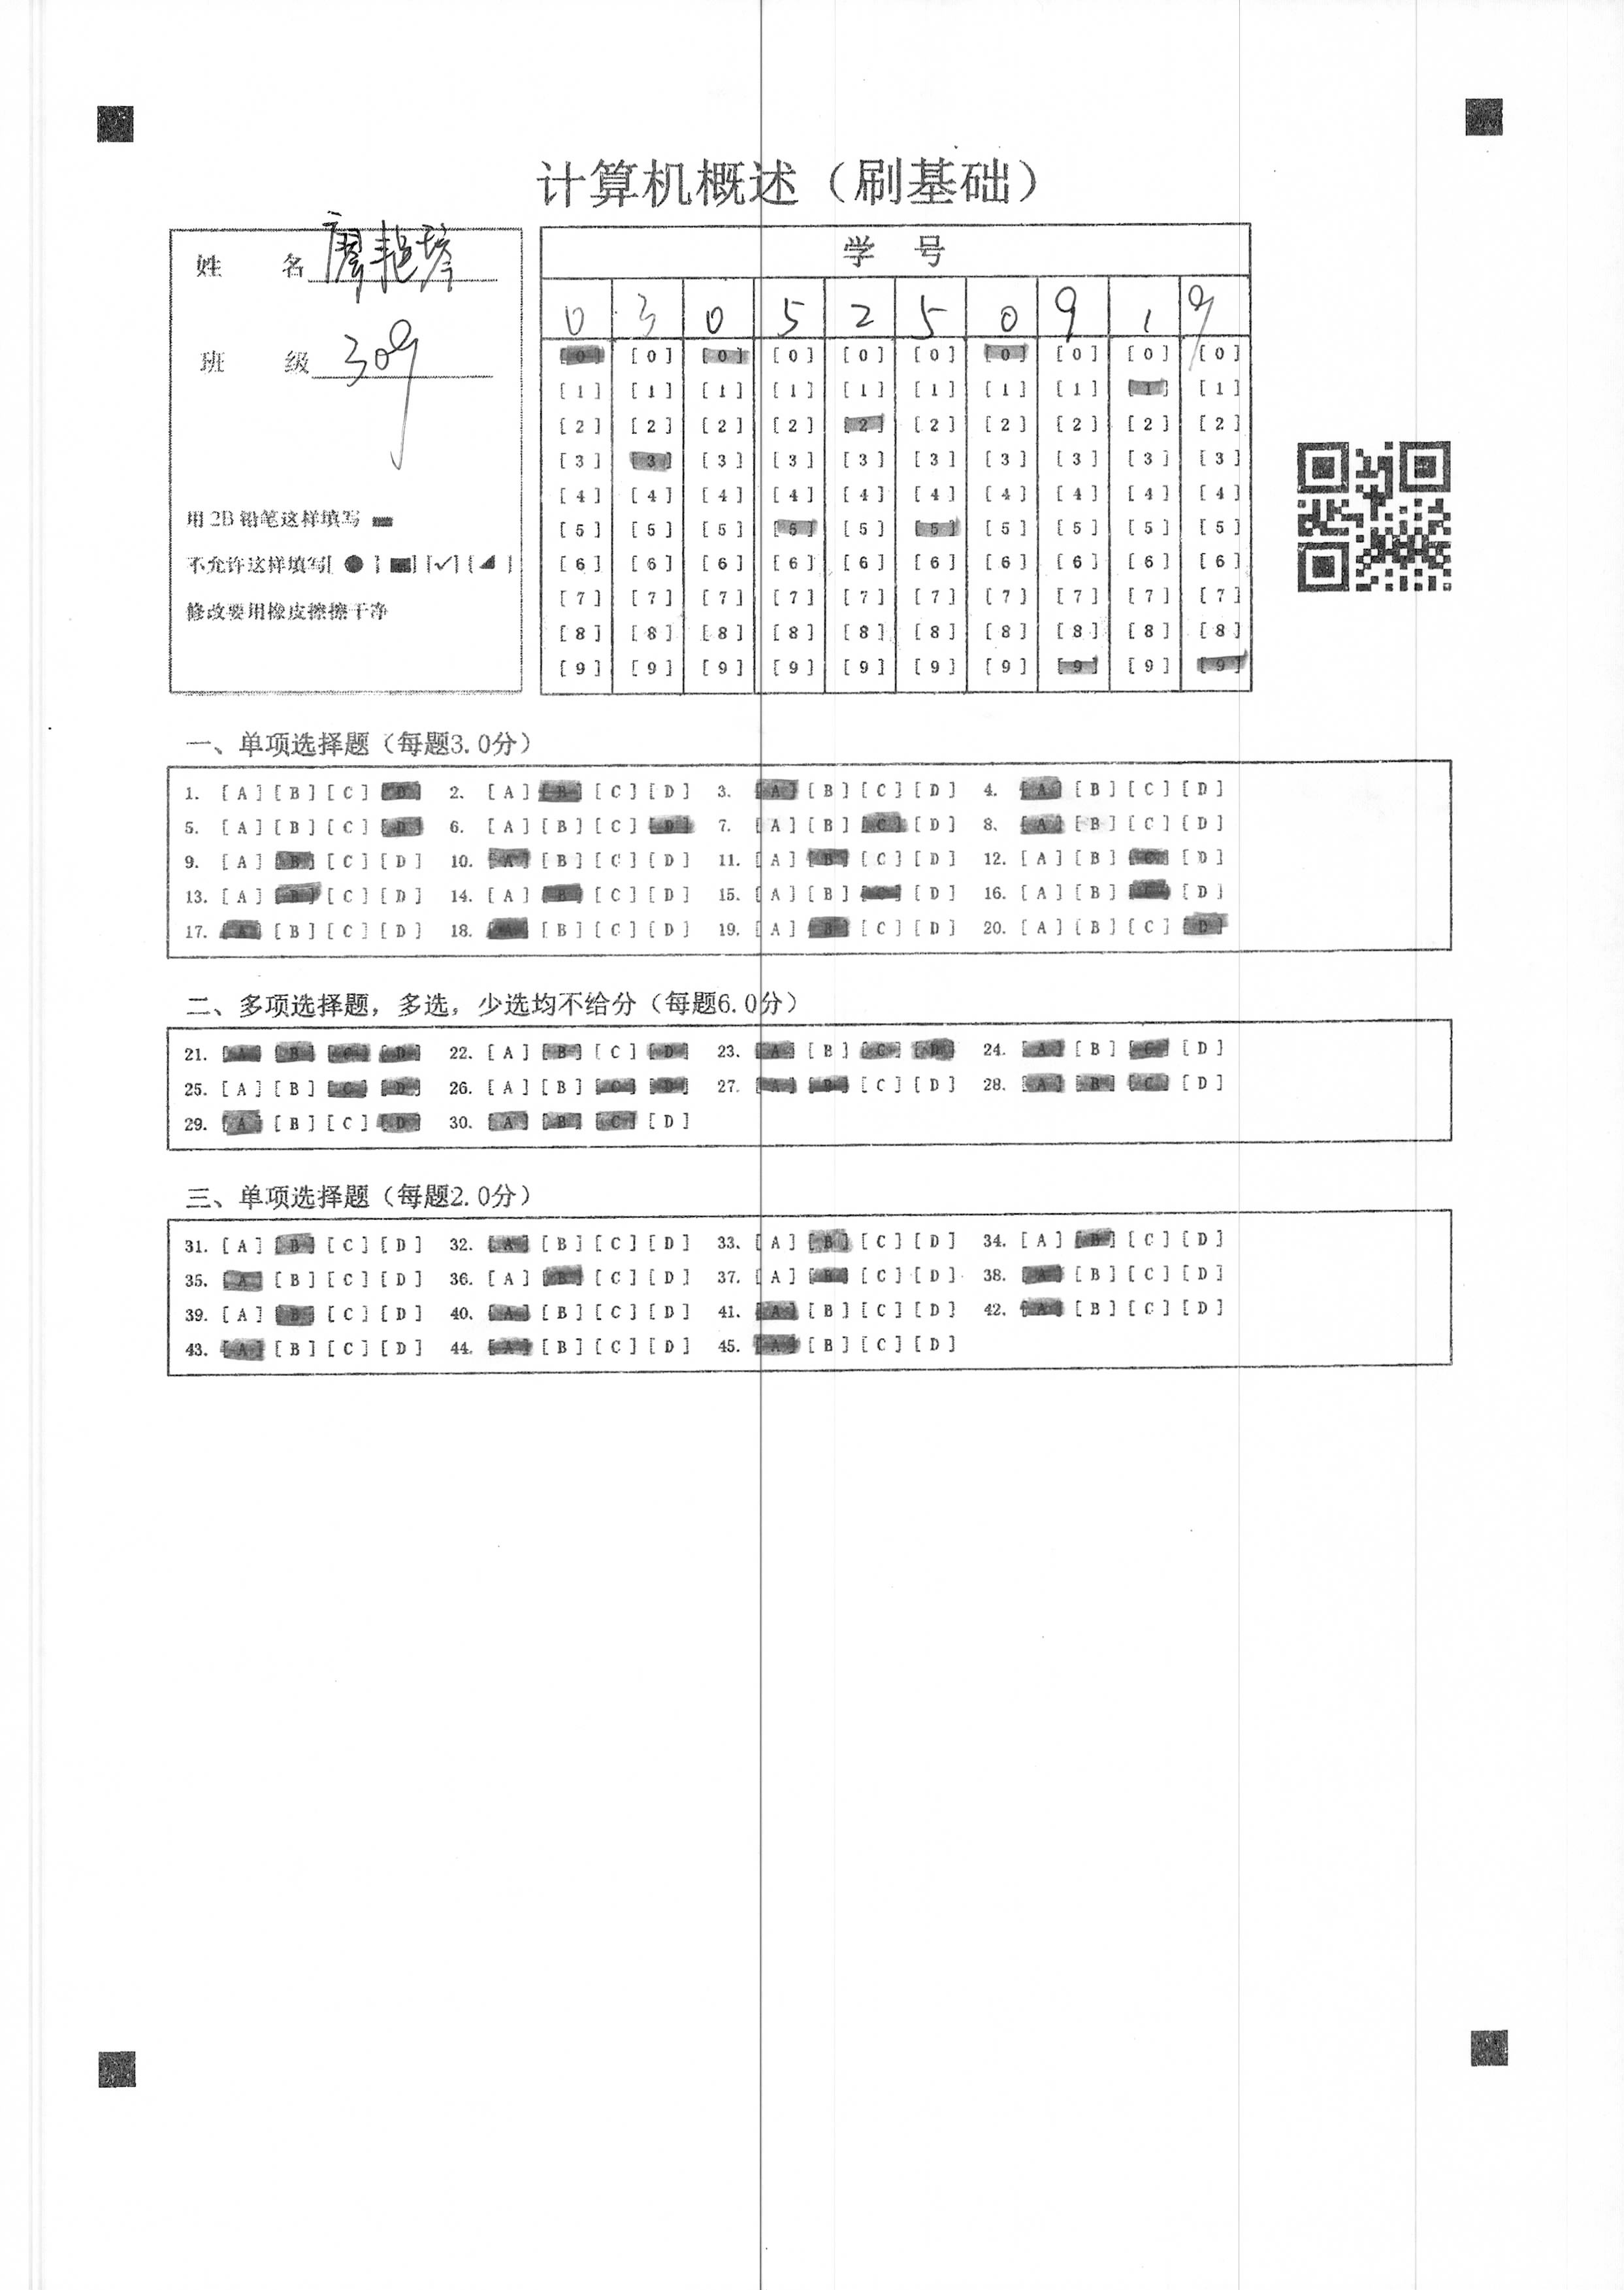 计算机概述（刷基础）
姓 名 廖艳琴
班 级 309
用 2B 铅笔这样填写
不允许这样填写[ ● ] [■] [✓] [◢ ]
修改要用橡皮擦擦干净
学 号
0 3 0 5 2 5 0 9 1 9
[0] [0] [0] [0] [0] [0] [0] [0] [0] [0]
[1] [1] [1] [1] [1] [1] [1] [1] [1] [1]
[2] [2] [2] [2] [2] [2] [2] [2] [2] [2]
[3] [3] [3] [3] [3] [3] [3] [3] [3] [3]
[4] [4] [4] [4] [4] [4] [4] [4] [4] [4]
[5] [5] [5] [5] [5] [5] [5] [5] [5] [5]
[6] [6] [6] [6] [6] [6] [6] [6] [6] [6]
[7] [7] [7] [7] [7] [7] [7] [7] [7] [7]
[8] [8] [8] [8] [8] [8] [8] [8] [8] [8]
[9] [9] [9] [9] [9] [9] [9] [9] [9] [9]
一、单项选择题（每题3.0分）
1. [A] [B] [C] [D] 2. [A] [B] [C] [D] 3. [A] [B] [C] [D] 4. [A] [B] [C] [D]
5. [A] [B] [C] [D] 6. [A] [B] [C] [D] 7. [A] [B] [C] [D] 8. [A] [B] [C] [D]
9. [A] [B] [C] [D] 10. [A] [B] [C] [D] 11. [A] [B] [C] [D] 12. [A] [B] [C] [D]
13. [A] [B] [C] [D] 14. [A] [B] [C] [D] 15. [A] [B] [C] [D] 16. [A] [B] [C] [D]
17. [A] [B] [C] [D] 18. [A] [B] [C] [D] 19. [A] [B] [C] [D] 20. [A] [B] [C] [D]
二、多项选择题，多选，少选均不给分（每题6.0分）
21. [A] [B] [C] [D] 22. [A] [B] [C] [D] 23. [A] [B] [C] [D] 24. [A] [B] [C] [D]
25. [A] [B] [C] [D] 26. [A] [B] [C] [D] 27. [A] [B] [C] [D] 28. [A] [B] [C] [D]
29. [A] [B] [C] [D] 30. [A] [B] [C] [D]
三、单项选择题（每题2.0分）
31. [A] [B] [C] [D] 32. [A] [B] [C] [D] 33. [A] [B] [C] [D] 34. [A] [B] [C] [D]
35. [A] [B] [C] [D] 36. [A] [B] [C] [D] 37. [A] [B] [C] [D] 38. [A] [B] [C] [D]
39. [A] [B] [C] [D] 40. [A] [B] [C] [D] 41. [A] [B] [C] [D] 42. [A] [B] [C] [D]
43. [A] [B] [C] [D] 44. [A] [B] [C] [D] 45. [A] [B] [C] [D]